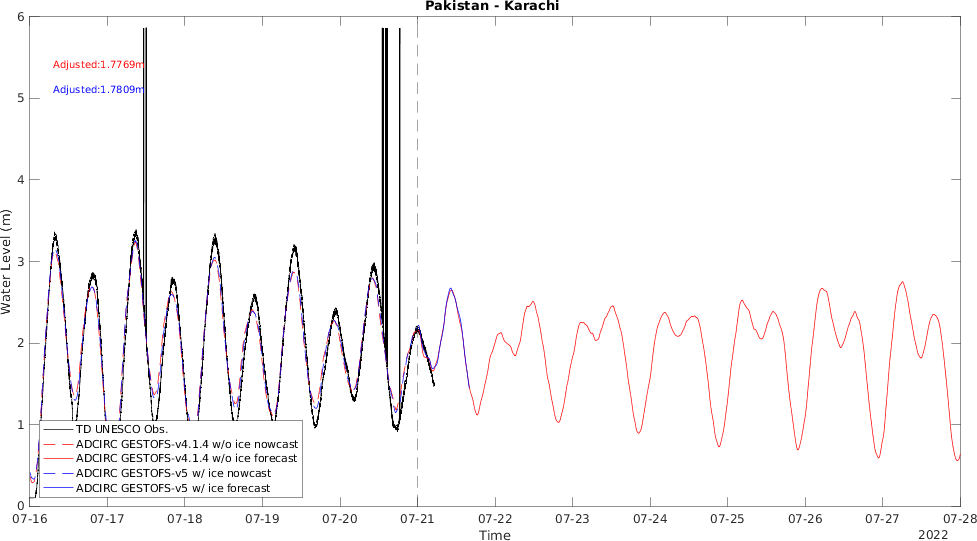 Pakistan - Karachi
6
Adjusted:1.7769m
5
Adjusted:1.7809m
4
3
Water Level (m)
2
1
TD UNESCO Obs.
ADCIRC GESTOFS-v4.1.4 w/o ice nowcast
ADCIRC GESTOFS-v4.1.4 w/o ice forecast
ADCIRC GESTOFS-v5 w/ ice nowcast
ADCIRC GESTOFS-v5 w/ ice forecast
0
07-16 07-17 07-18 07-19 07-20 07-21 07-22 07-23 07-24 07-25 07-26 07-27 07-28
Time
2022